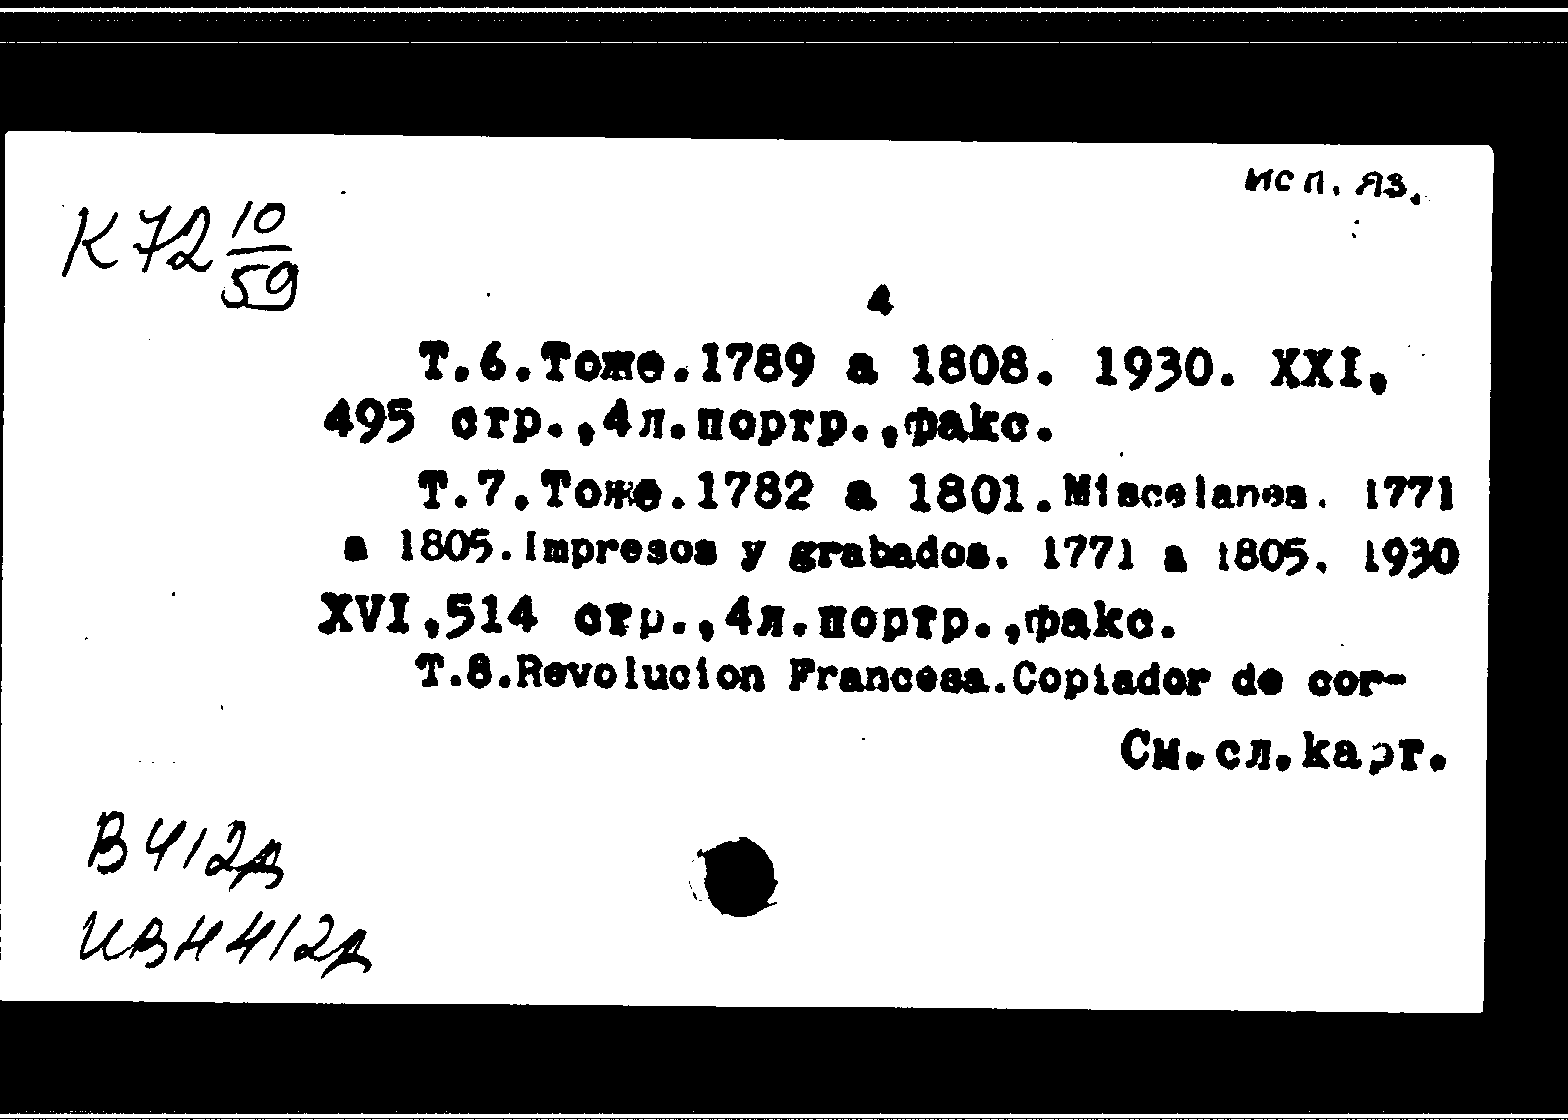 исп. яз.
К 72 10/59
4
Т.6.Тоже.1789 a 1808. 1930. XXI,
495 стр.,4л.портр.,факс.
Т.7.Тоже.1782 a 1801.Miscelanea. 1771
a 1805.Impresos y grabados. 1771 a 1805. 1930
XVI,514 стр.,4л.портр.,факс.
Т.8.Revolucion Francesa.Copiador de cor-
См.сл.карт.
В412д
ИВН412д